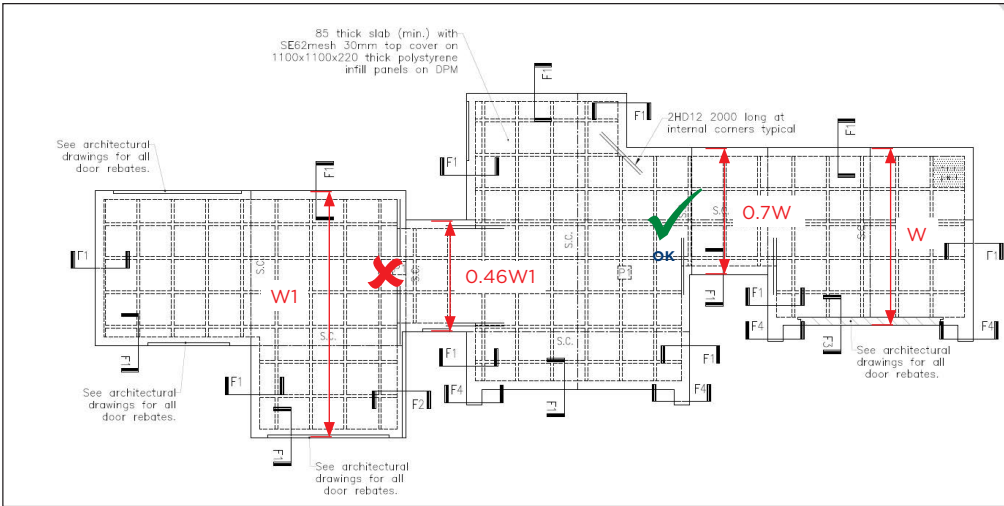 85 thick slab (min.) with
SE62mesh 30mm top cover on
1100x1100x220 thick polystyrene
infill panels on DPM
F1
F1
2HD12 2000 long at
internal corners typical
F1
See architectural
drawings for all
door rebates.
F1
F1
S.C.
0.7W
S.C.
W
S.C.
OK
F1
S.C.
W1
S.C.
0.46W1
P1
F1
F1
F1
F4
F4
F3
F1
S.C.
S.C.
F1
F1
See architectural
drawings for all
door rebates.
See architectural
drawings for all
door rebates.
F1
F2
F4
F1
F4
F1
See architectural
door rebates.
drawings for all